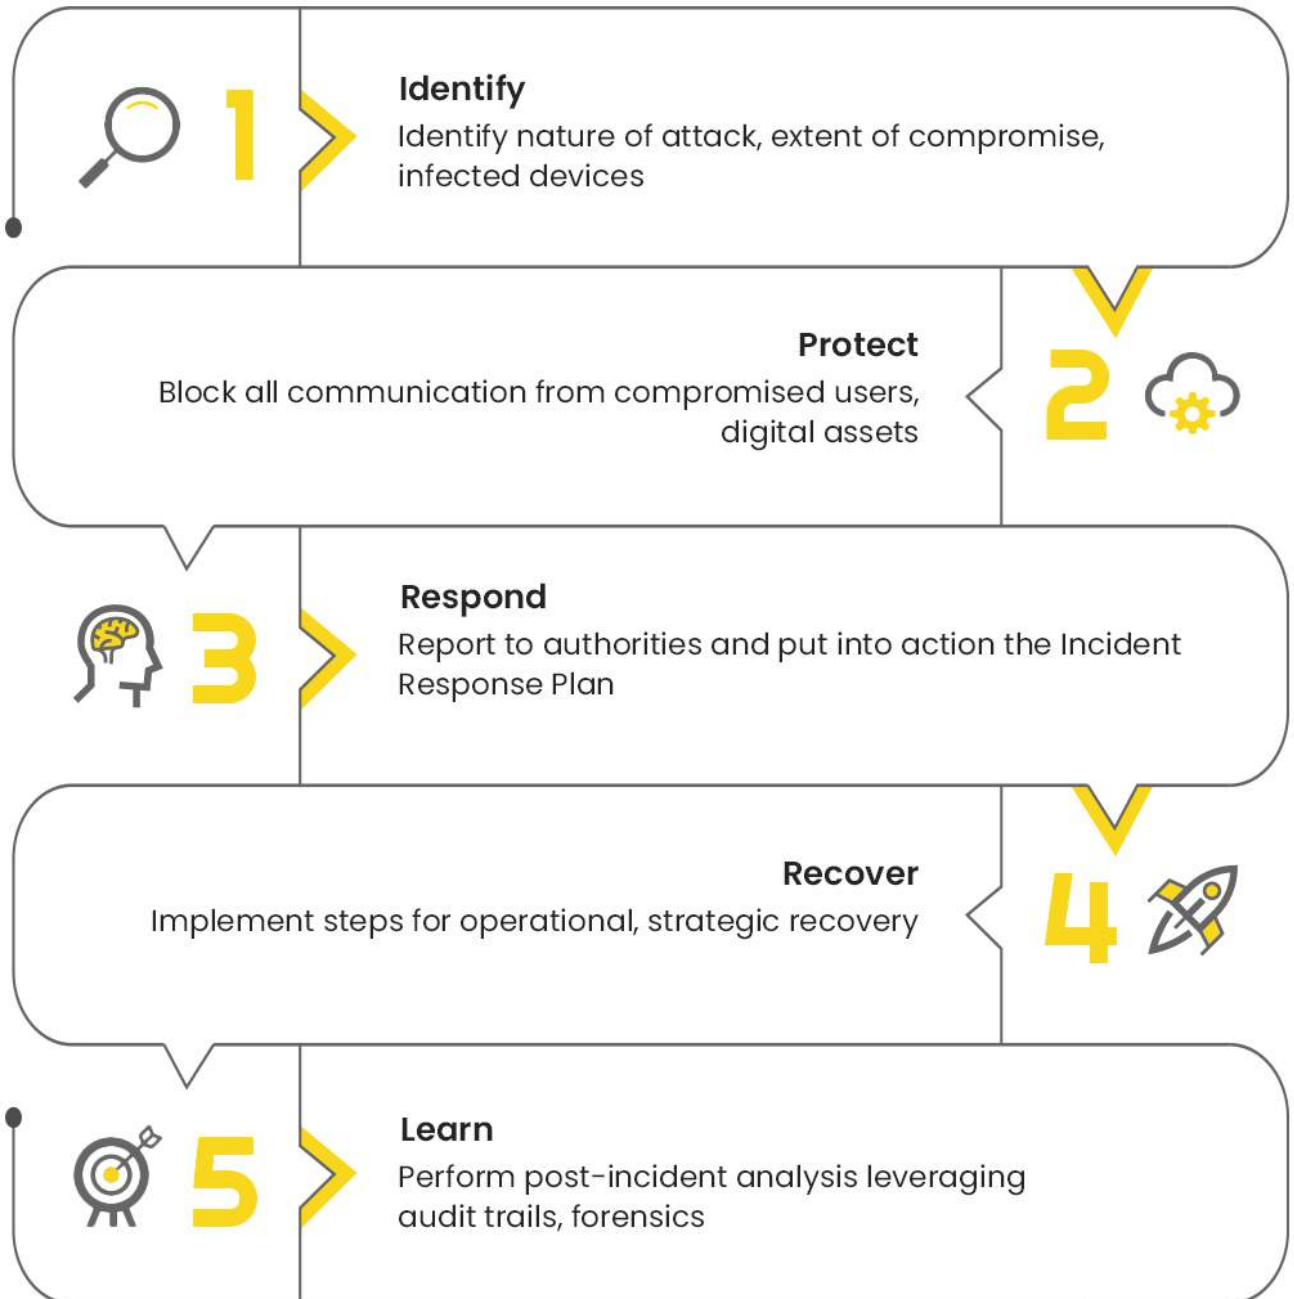 1
Identify
Identify nature of attack, extent of compromise,
infected devices
Protect
Block all communication from compromised users,
digital assets
2
3
Respond
Report to authorities and put into action the Incident
Response Plan
Recover
Implement steps for operational, strategic recovery
4
5
Learn
Perform post-incident analysis leveraging
audit trails, forensics